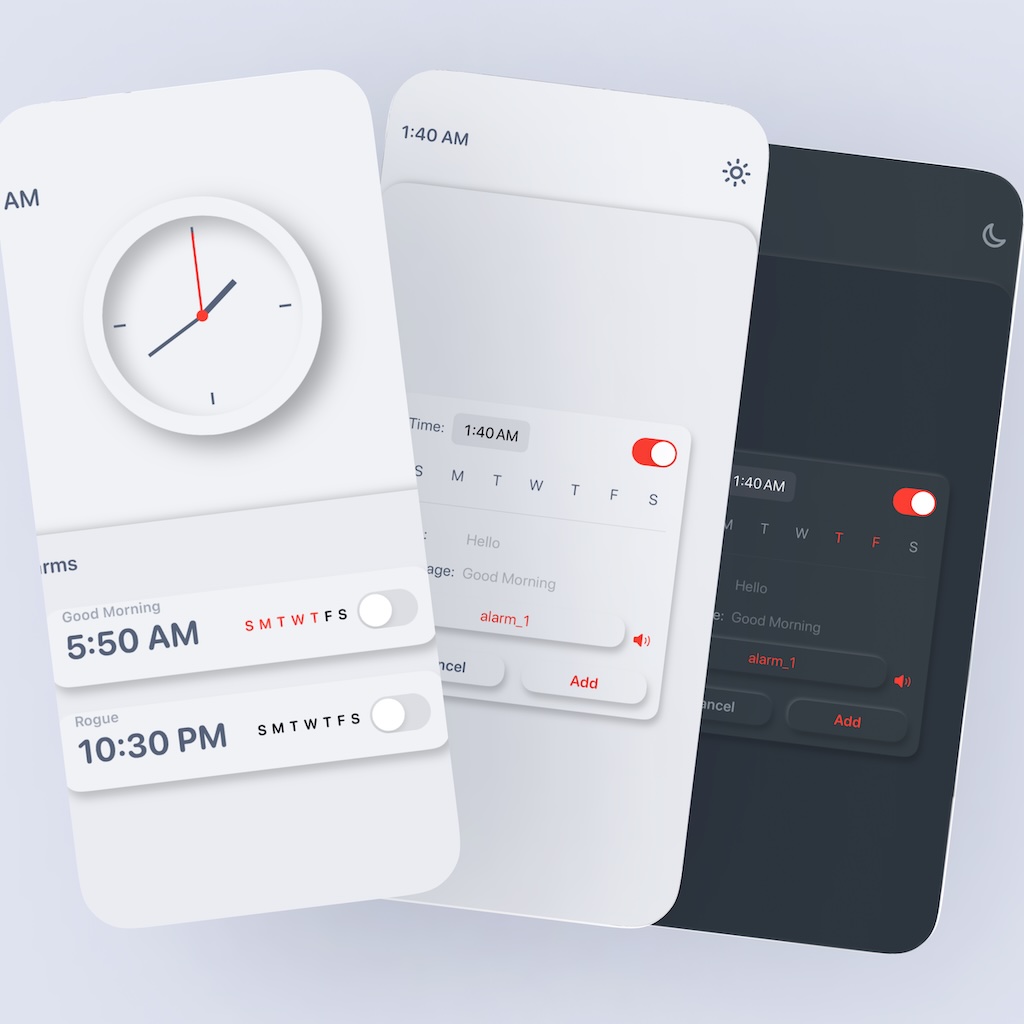 AM
rms
Good Morning
5:50 AM
S M T W T F S
Rogue
10:30 PM
S M T W T F S
1:40 AM
Time: 1:40 AM
S M T W T F S
:
Hello
age: Good Morning
alarm_1
ncel
Add
1:40 AM
T W T F S
Hello
e: Good Morning
alarm_1
ancel
Add